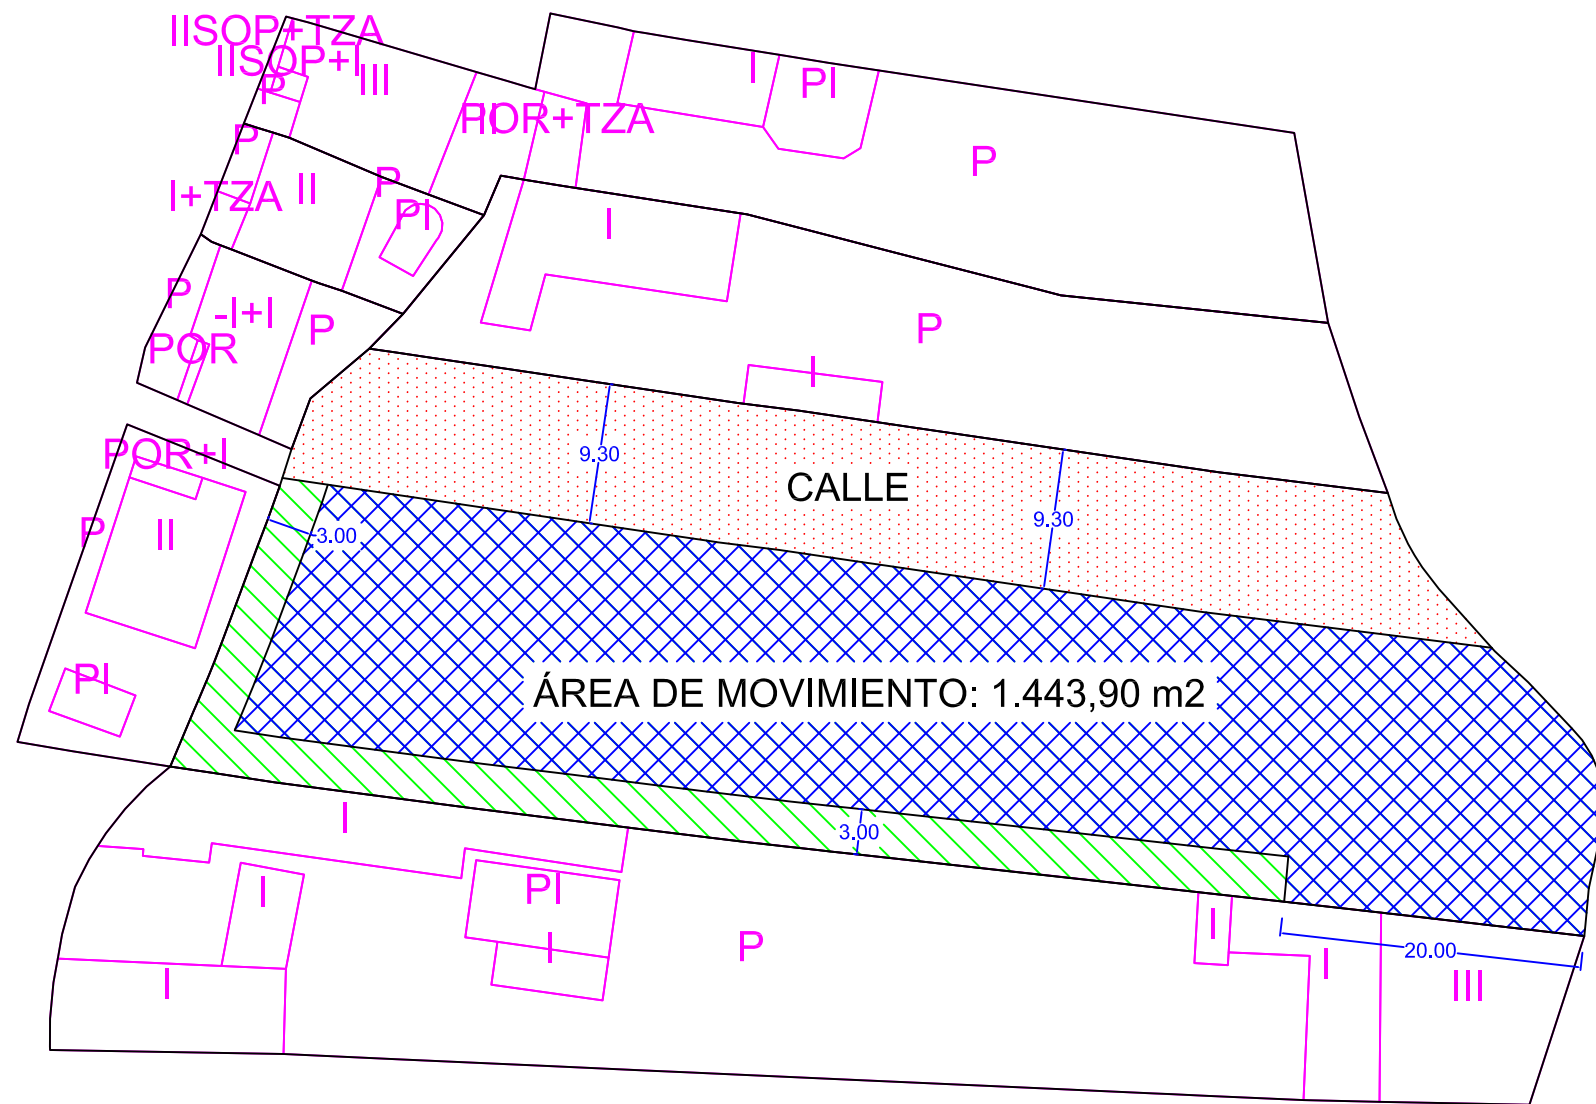 IISOP+TZA
IISOP+I
III
P
I
PI
II
POR+TZA
P
P
I+TZA
II
P
PI
I
P
-I+I
P
P
POR
I
9.30
CALLE
9.30
POR+I
P
II
3.00
PI
ÁREA DE MOVIMIENTO: 1.443,90 m2
I
3.00
I
PI
I
P
I
I
I
20.00
III